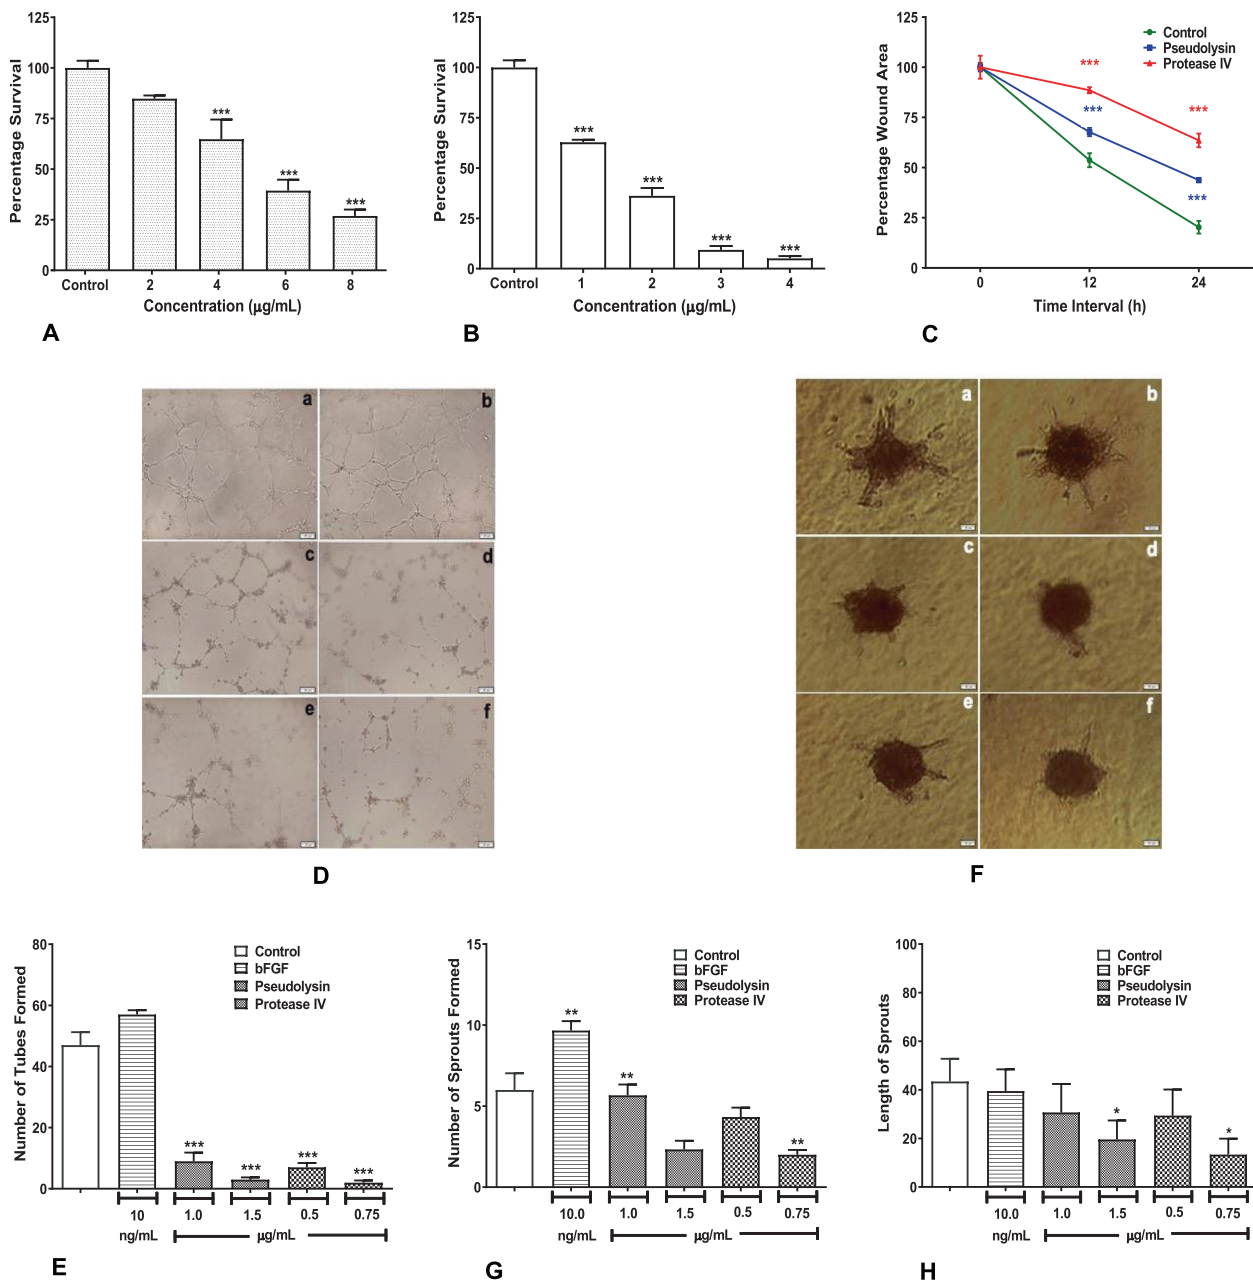 125
100
75
50
25
0
Percentage Survival
***
***
***
Control 2 4 6 8
Concentration (µg/mL)
A
125
100
75
50
25
0
Percentage Survival
***
***
***
***
Control 1 2 3 4
Concentration (µg/mL)
B
125
100
75
50
25
0
Percentage Wound Area
Control
Pseudolysin
Protease IV
***
***
***
***
0 12 24
Time Interval (h)
C
a b
c d
e f
D
a b
c d
e f
F
80
60
40
20
0
Number of Tubes Formed
Control
bFGF
Pseudolysin
Protease IV
***
***
***
***
10 1.0 1.5 0.5 0.75
ng/mL µg/mL
E
15
10
5
0
Number of Sprouts Formed
Control
bFGF
Pseudolysin
Protease IV
**
**
**
10.0 1.0 1.5 0.5 0.75
ng/mL µg/mL
G
100
80
60
40
20
0
Length of Sprouts
Control
bFGF
Pseudolysin
Protease IV
*
*
10.0 1.0 1.5 0.5 0.75
ng/mL µg/mL
H